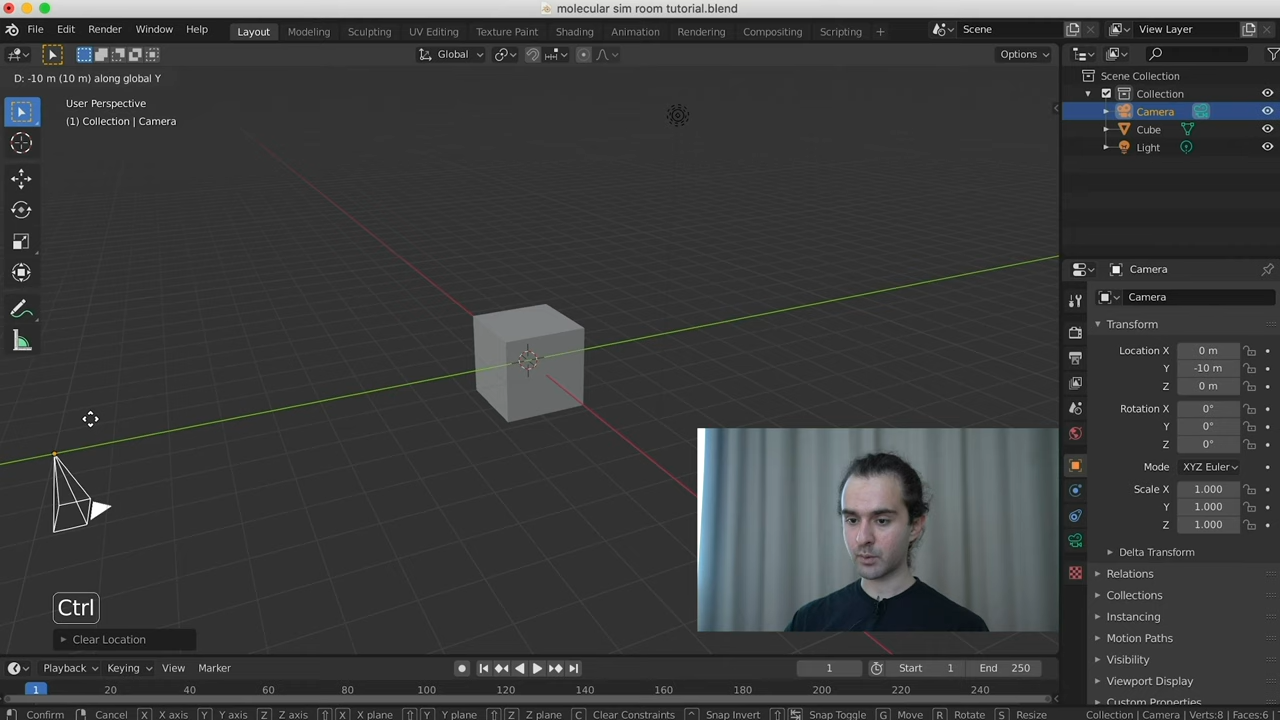 molecular sim room tutorial.blend
File Edit Render Window Help Layout Modeling Sculpting UV Editing Texture Paint Shading Animation Rendering Compositing Scripting + Scene View Layer
Global Options
D: -10 m (10 m) along global Y
User Perspective
(1) Collection | Camera
Scene Collection
Collection
Camera
Cube
Light
Camera
Camera
Transform
Location X 0 m
Y -10 m
Z 0 m
Rotation X 0°
Y 0°
Z 0°
Mode XYZ Euler
Scale X 1.000
Y 1.000
Z 1.000
Delta Transform
Relations
Collections
Instancing
Motion Paths
Visibility
Viewport Display
Custom Properties
Ctrl
Clear Location
Playback Keying View Marker 1 Start 1 End 250
1 20 40 60 80 100 120 140 160 180 200 220 240
Confirm Cancel X X axis Y Y axis Z Z axis X X plane Y Y plane Z Z plane C Clear Constraints Snap Invert Snap Toggle G Move R Rotate S Resize Collection | Camera | Verts:8 | Faces:6